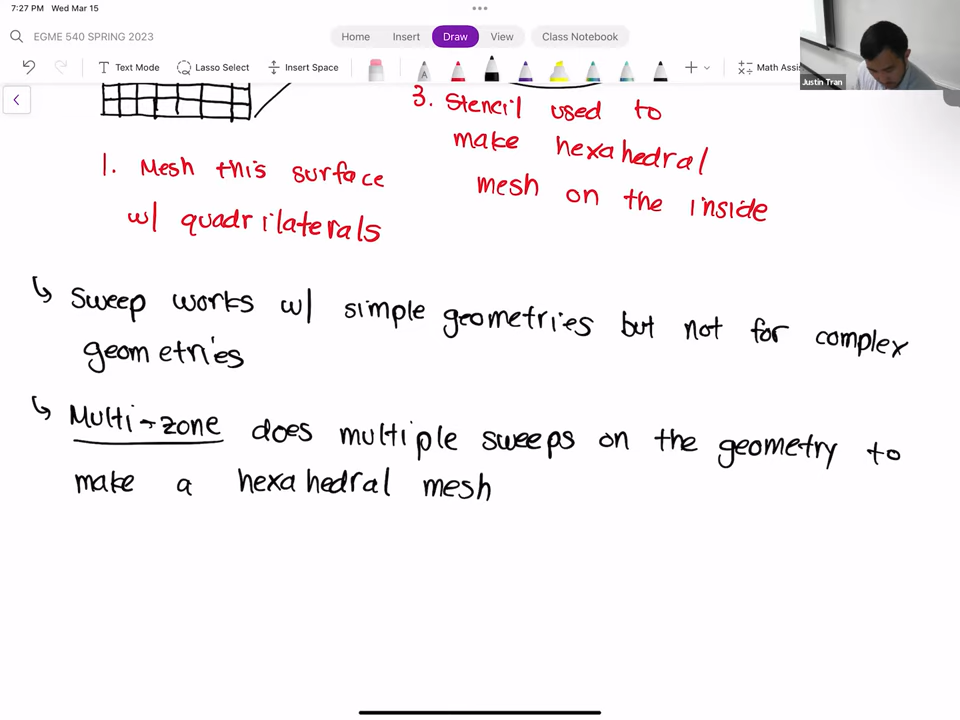 7:27 PM Wed Mar 15
EGME 540 SPRING 2023
Home Insert Draw View Class Notebook
Text Mode Lasso Select Insert Space A Math Assis
Justin Tran
1. Mesh this surface
w/ quadrilaterals
3. Stencil used to
make hexahedral
mesh on the inside
↳ Sweep works w/ simple geometries but not for complex
geometries
↳ Multi-zone does multiple sweeps on the geometry to
make a hexahedral mesh